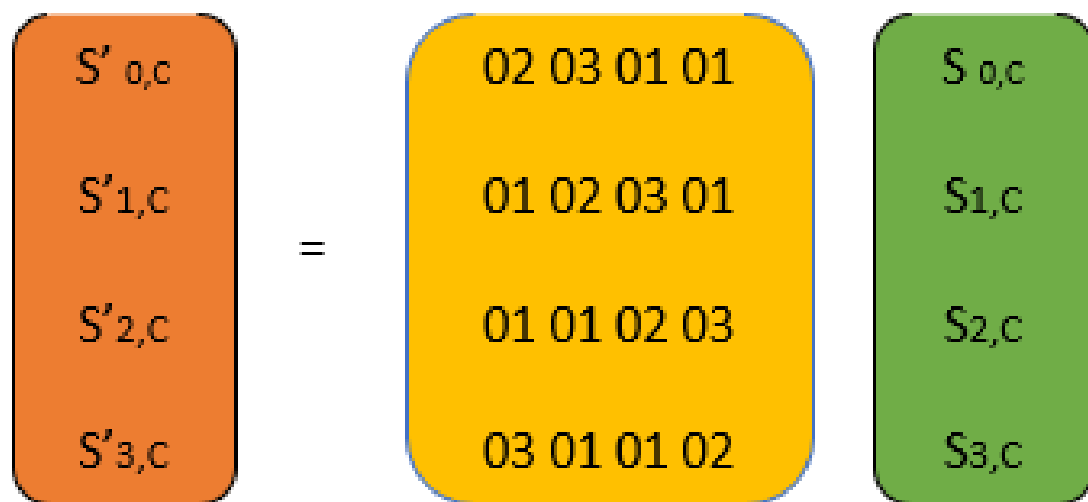 S’ 0,C 02 03 01 01 S 0,C
S’1,C 01 02 03 01 S1,C
=
S’2,C 01 01 02 03 S2,C
S’3,C 03 01 01 02 S3,C